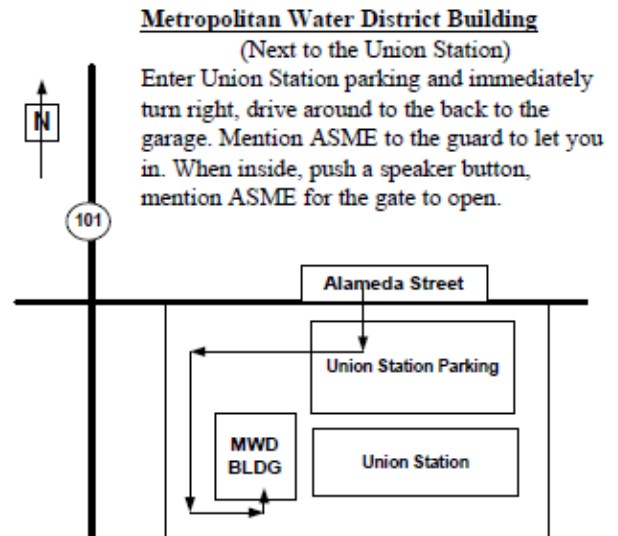 Metropolitan Water District Building
(Next to the Union Station)
Enter Union Station parking and immediately
turn right, drive around to the back to the
garage. Mention ASME to the guard to let you
in. When inside, push a speaker button,
mention ASME for the gate to open.
N
101
Alameda Street
Union Station Parking
MWD
BLDG
Union Station